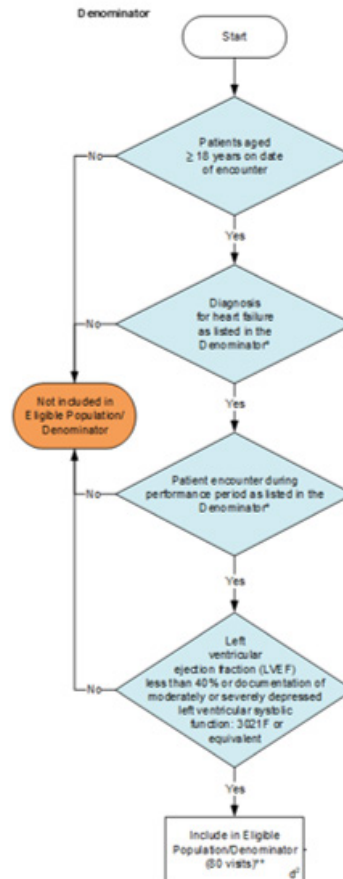 Denominator
Start
Patients aged
≥ 18 years on date
of encounter
No
Yes
Diagnosis
for heart failure
as listed in the
Denominator*
No
Yes
Not included in
Eligible Population/
Denominator
Patient encounter during
performance period as listed in the
Denominator*
No
Yes
Left
ventricular
ejection fraction (LVEF)
less than 40% or documentation of
moderately or severely depressed
left ventricular systolic
function: 3021F or
equivalent
No
Yes
Include in Eligible
Population/Denominator
(80 visits)**
d²